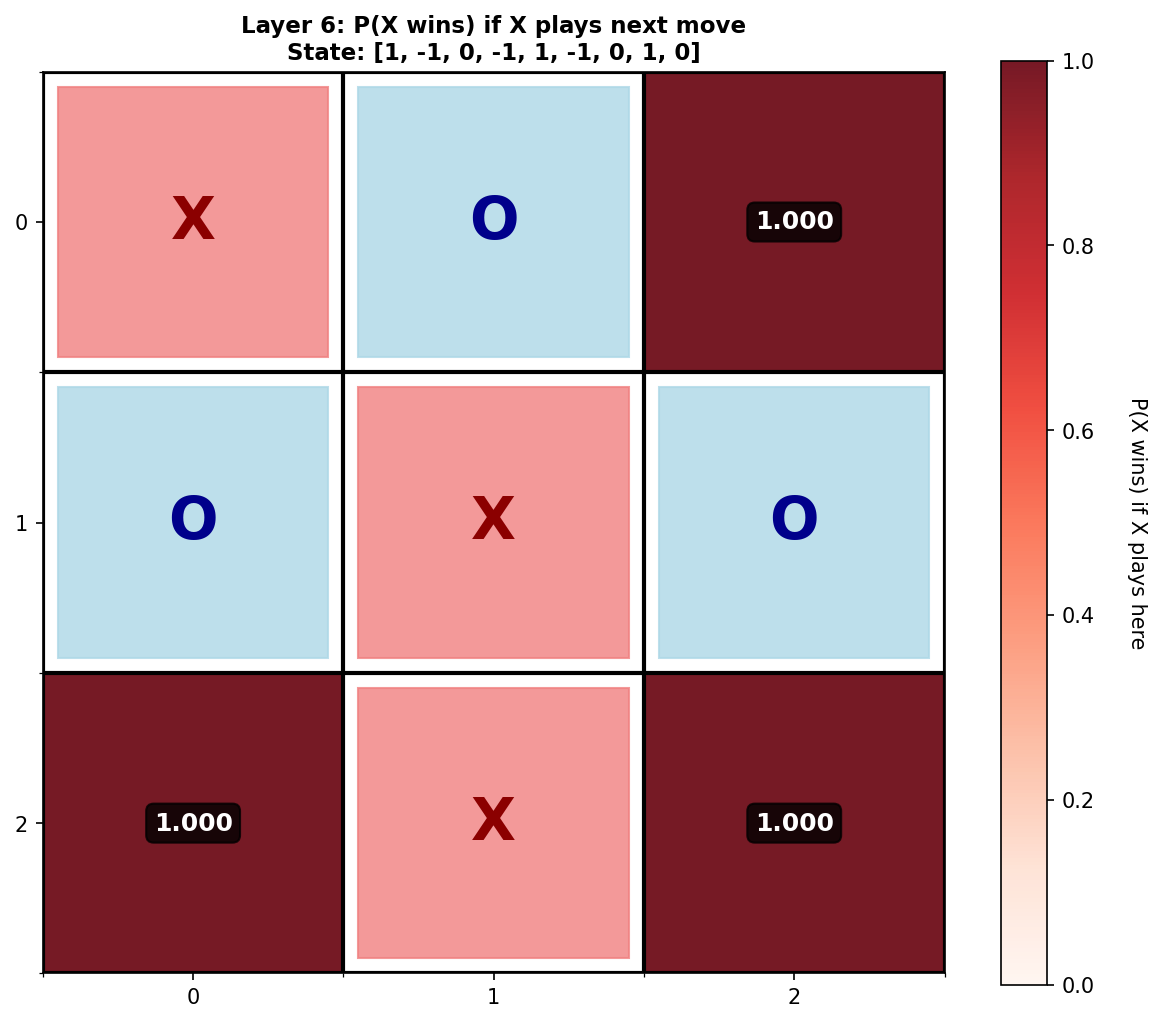 Layer 6: P(X wins) if X plays next move
State: [1, -1, 0, -1, 1, -1, 0, 1, 0]
X O 1.000
O X O
1.000 X 1.000
0
1
2
0 1 2
1.0
0.8
0.6
0.4
0.2
0.0
P(X wins) if X plays here